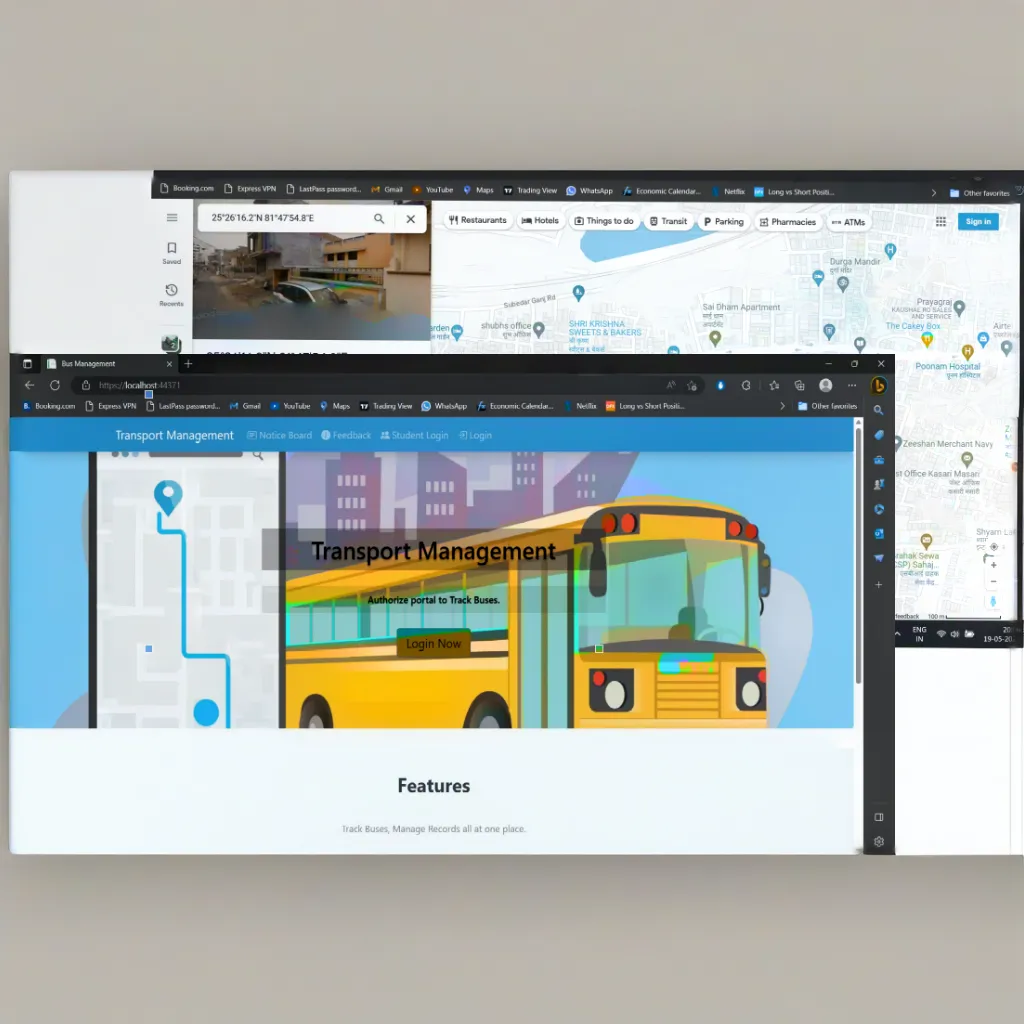 Booking.com Express VPN LastPass password... Gmail YouTube Maps Trading View WhatsApp Economic Calendar... Netflix Long vs Short Positi... Other favorites
25°26'16.2"N 81°47'54.8"E
Restaurants Hotels Things to do Transit Parking Pharmacies ATMs Sign in
Saved
Recents
Durga Mandir
दुर्गा मंदिर
Subedar Ganj Rd
Sai Dham Apartment
Prayagraj
KAUSHAL RO SALES
AND SERVICE
shubhs office
SHRI KRISHNA
SWEETS & BAKERS
The Cakey Box
Poonam Hospital
पूनम हॉस्पिटल
Zeeshan Merchant Navy
st Office Kasari Masari
Shyam
CSP) Sahaj...
100 m
ENG
IN
19-05-20
Bus Management
https://localhost:44371
Booking.com Express VPN LastPass password... Gmail YouTube Maps Trading View WhatsApp Economic Calendar... Netflix Long vs Short Positi... Other favorites
Transport Management Notice Board Feedback Student Login Login
Transport Management
Authorize portal to Track Buses.
Login Now
Features
Track Buses, Manage Records all at one place.